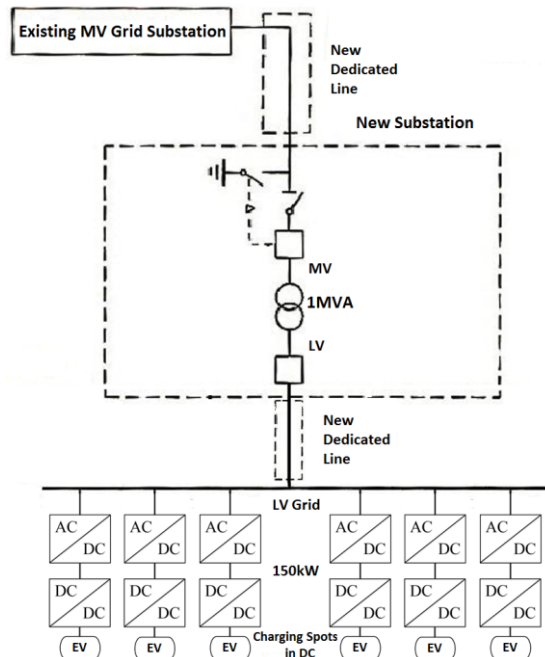 Existing MV Grid Substation
New
Dedicated
Line
New Substation
MV
1MVA
LV
New
Dedicated
Line
LV Grid
AC
DC
AC
DC
AC
DC
AC
DC
AC
DC
AC
DC
150kW
DC
DC
DC
DC
DC
DC
DC
DC
DC
DC
DC
DC
Charging Spots
in DC
EV
EV
EV
EV
EV
EV